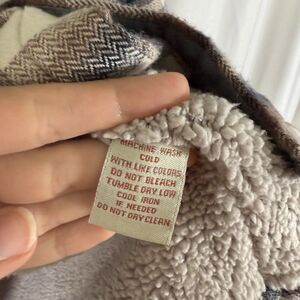 MACHINE WASH
COLD
WITH LIKE COLORS
DO NOT BLEACH
TUMBLE DRY LOW
COOL IRON
IF NEEDED
DO NOT DRY CLEAN